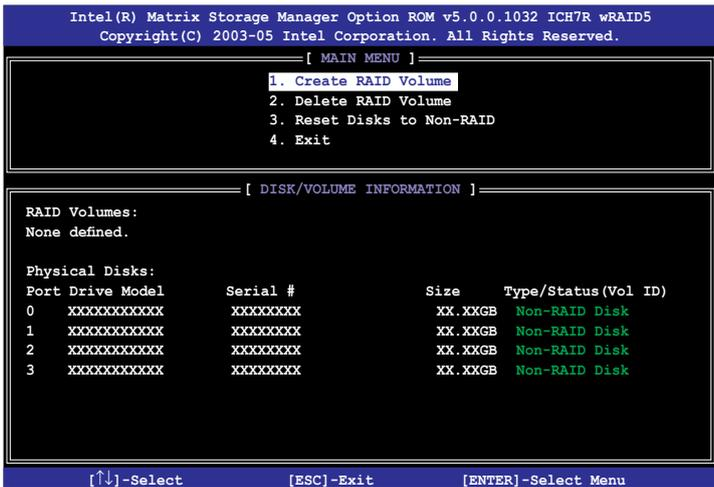 Intel(R) Matrix Storage Manager Option ROM v5.0.0.1032 ICH7R wRAID5
Copyright(C) 2003-05 Intel Corporation. All Rights Reserved.
[ MAIN MENU ]
1. Create RAID Volume
2. Delete RAID Volume
3. Reset Disks to Non-RAID
4. Exit
[ DISK/VOLUME INFORMATION ]
RAID Volumes:
None defined.
Physical Disks:
Port Drive Model Serial # Size Type/Status(Vol ID)
0 XXXXXXXXXXX XXXXXXXX XX.XXGB Non-RAID Disk
1 XXXXXXXXXXX XXXXXXXX XX.XXGB Non-RAID Disk
2 XXXXXXXXXXX XXXXXXXX XX.XXGB Non-RAID Disk
3 XXXXXXXXXXX XXXXXXXX XX.XXGB Non-RAID Disk
[↑↓]-Select [ESC]-Exit [ENTER]-Select Menu